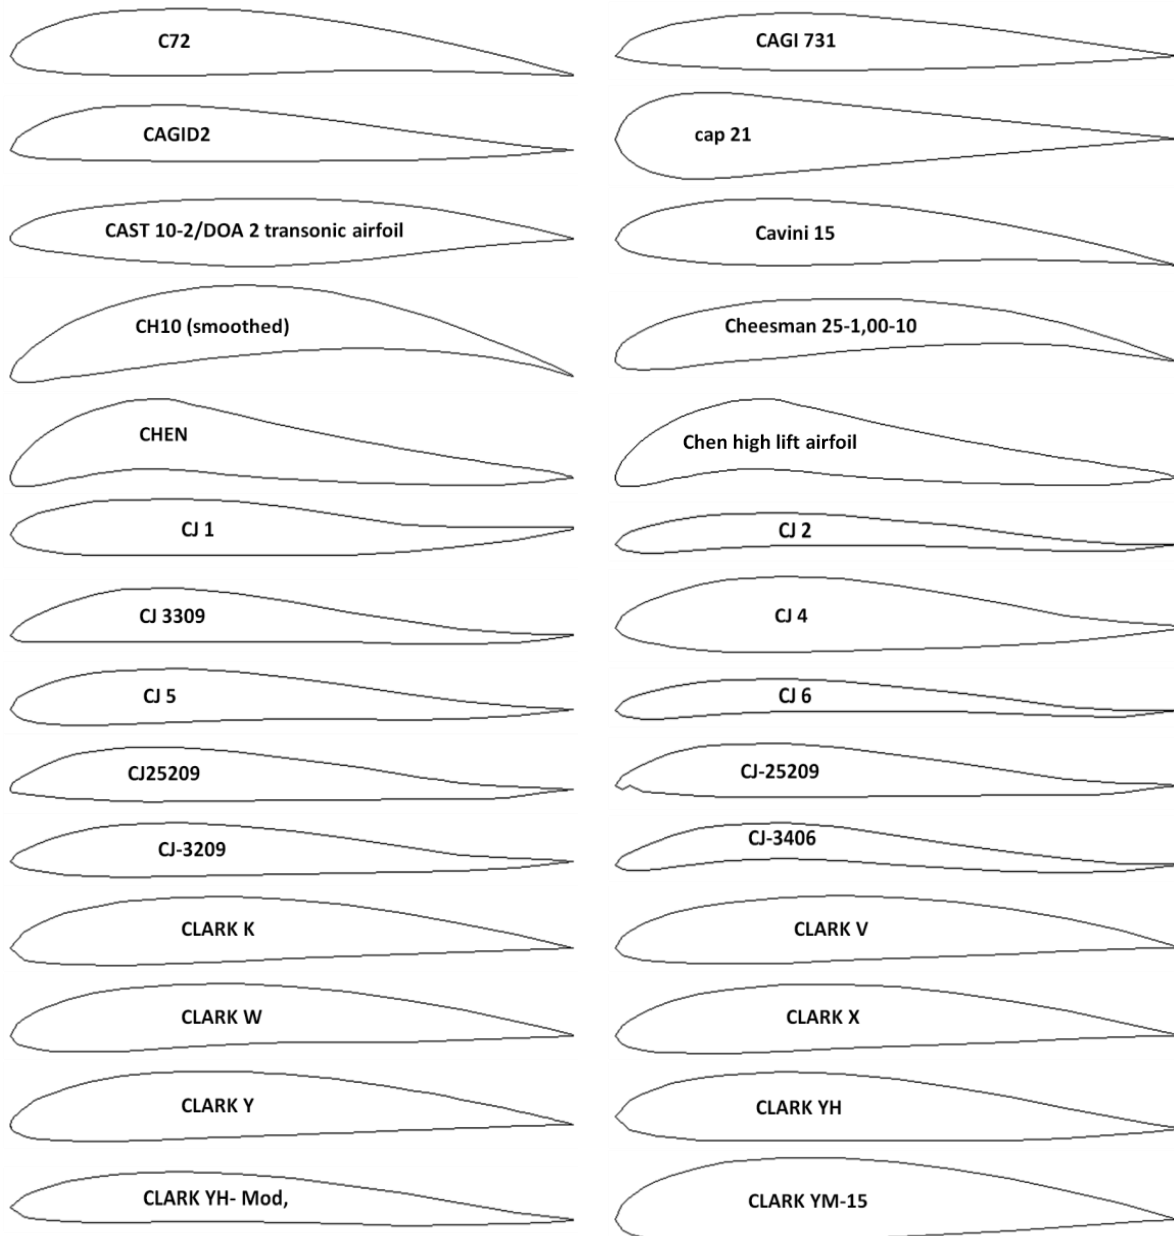 C72
CAGI 731
CAGID2
cap 21
CAST 10-2/DOA 2 transonic airfoil
Cavini 15
CH10 (smoothed)
Cheesman 25-1,00-10
CHEN
Chen high lift airfoil
CJ 1
CJ 2
CJ 3309
CJ 4
CJ 5
CJ 6
CJ25209
CJ-25209
CJ-3209
CJ-3406
CLARK K
CLARK V
CLARK W
CLARK X
CLARK Y
CLARK YH
CLARK YH- Mod,
CLARK YM-15